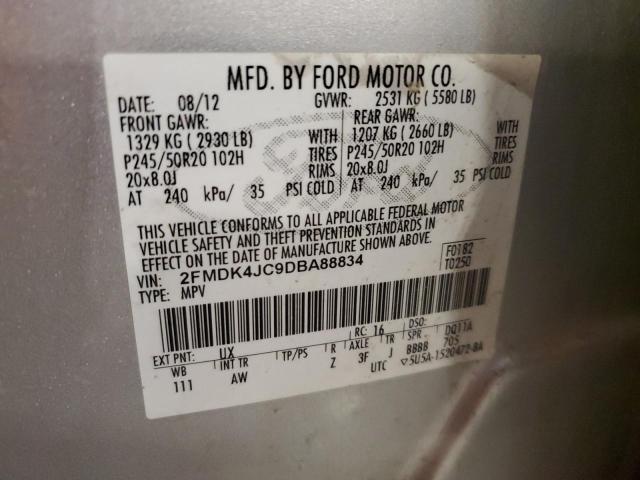 MFD. BY FORD MOTOR CO.
DATE: 08/12 GVWR: 2531 KG ( 5580 LB)
FRONT GAWR: REAR GAWR:
1329 KG ( 2930 LB) WITH 1207 KG ( 2660 LB) WITH
P245/50R20 102H TIRES P245/50R20 102H TIRES
20x8.0J RIMS 20x8.0J RIMS
AT 240 kPa/ 35 PSI COLD AT 240 kPa/ 35 PSI COLD
THIS VEHICLE CONFORMS TO ALL APPLICABLE FEDERAL MOTOR
VEHICLE SAFETY AND THEFT PREVENTION STANDARDS IN
EFFECT ON THE DATE OF MANUFACTURE SHOWN ABOVE.
VIN: 2FMDK4JC9DBA88834 F0182
TYPE: MPV T0250
EXT PNT: UX RC: 16 DSO:
WB INT TR TP/PS R AXLE TR SPR DQ11A
111 AW Z 3F J BBBB 705
UTC ▽5U5A-1520472-BA